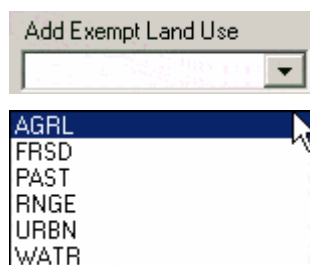 Add Exempt Land Use
AGRL
FRSD
PAST
RNGE
URBN
WATR